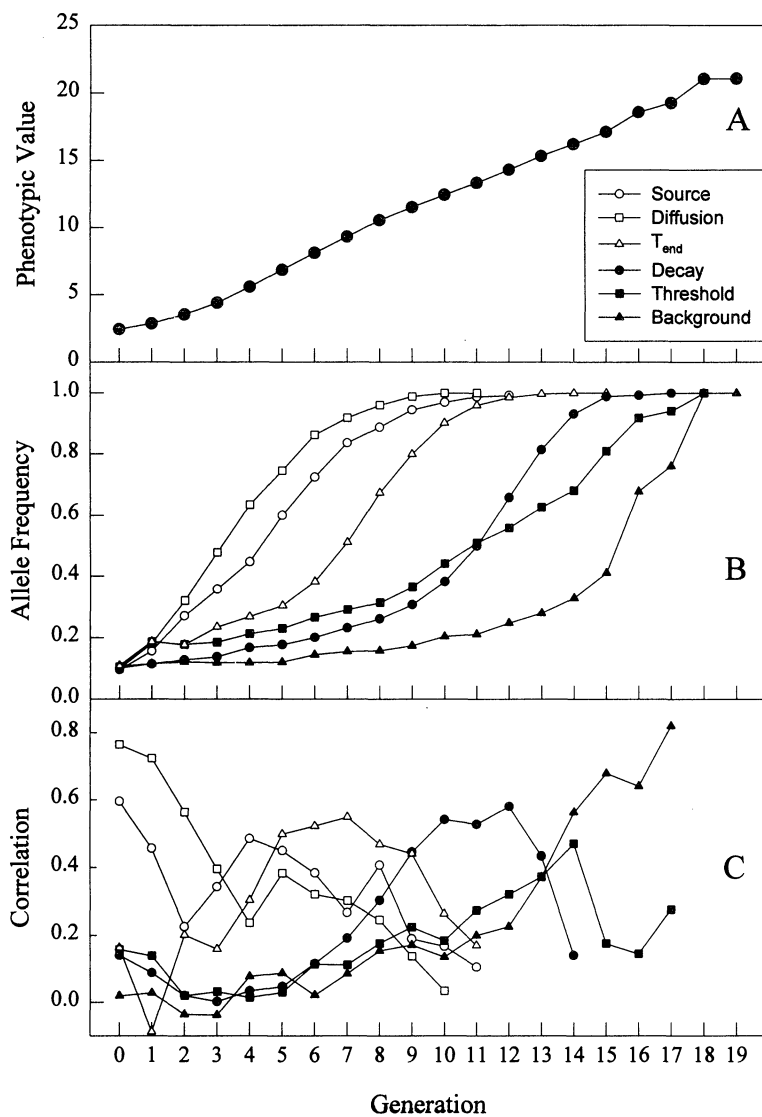 25
20
15
10
5
0
Phenotypic Value
A
Source
Diffusion
Tend
Decay
Threshold
Background
1.0
0.8
0.6
0.4
0.2
0.0
Allele Frequency
B
0.8
0.6
0.4
0.2
0.0
Correlation
C
0 1 2 3 4 5 6 7 8 9 10 11 12 13 14 15 16 17 18 19
Generation